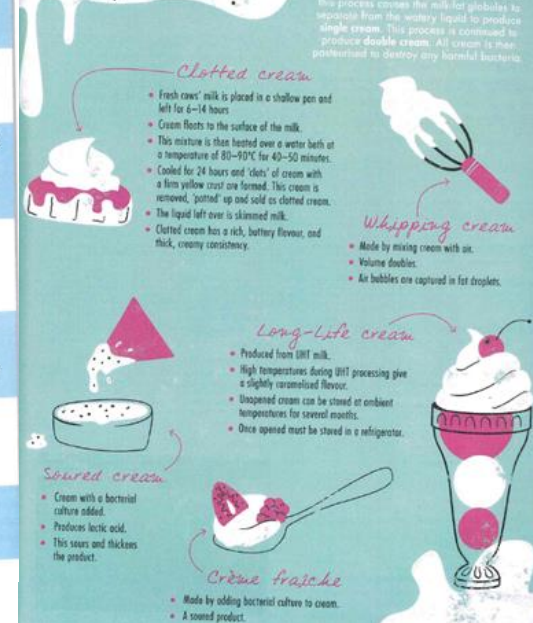 this process causes the milk-fat globules to
separate from the watery liquid to produce
single cream. This process is continued to
produce double cream. All cream is then
pasteurised to destroy any harmful bacteria
Clotted cream
• Fresh cows' milk is placed in a shallow pan and
left for 6–14 hours
• Cream floats to the surface of the milk.
• This mixture is then heated over a water bath at
a temperature of 80–90°C for 40–50 minutes.
• Cooled for 24 hours and 'clots' of cream with
a firm yellow crust are formed. This cream is
removed, 'potted' up and sold as clotted cream.
• The liquid left over is skimmed milk.
• Clotted cream has a rich, buttery flavour, and
thick, creamy consistency.
Whipping cream
• Made by mixing cream with air.
• Volume doubles.
• Air bubbles are captured in fat droplets.
Long-Life cream
• Produced from UHT milk.
• High temperatures during UHT processing give
a slightly caramelised flavour.
• Unopened cream can be stored at ambient
temperatures for several months.
• Once opened must be stored in a refrigerator.
Soured cream
• Cream with a bacterial
culture added.
• Produces lactic acid.
• This sours and thickens
the product.
Crème fraîche
• Made by adding bacterial culture to cream.
• A soured product.